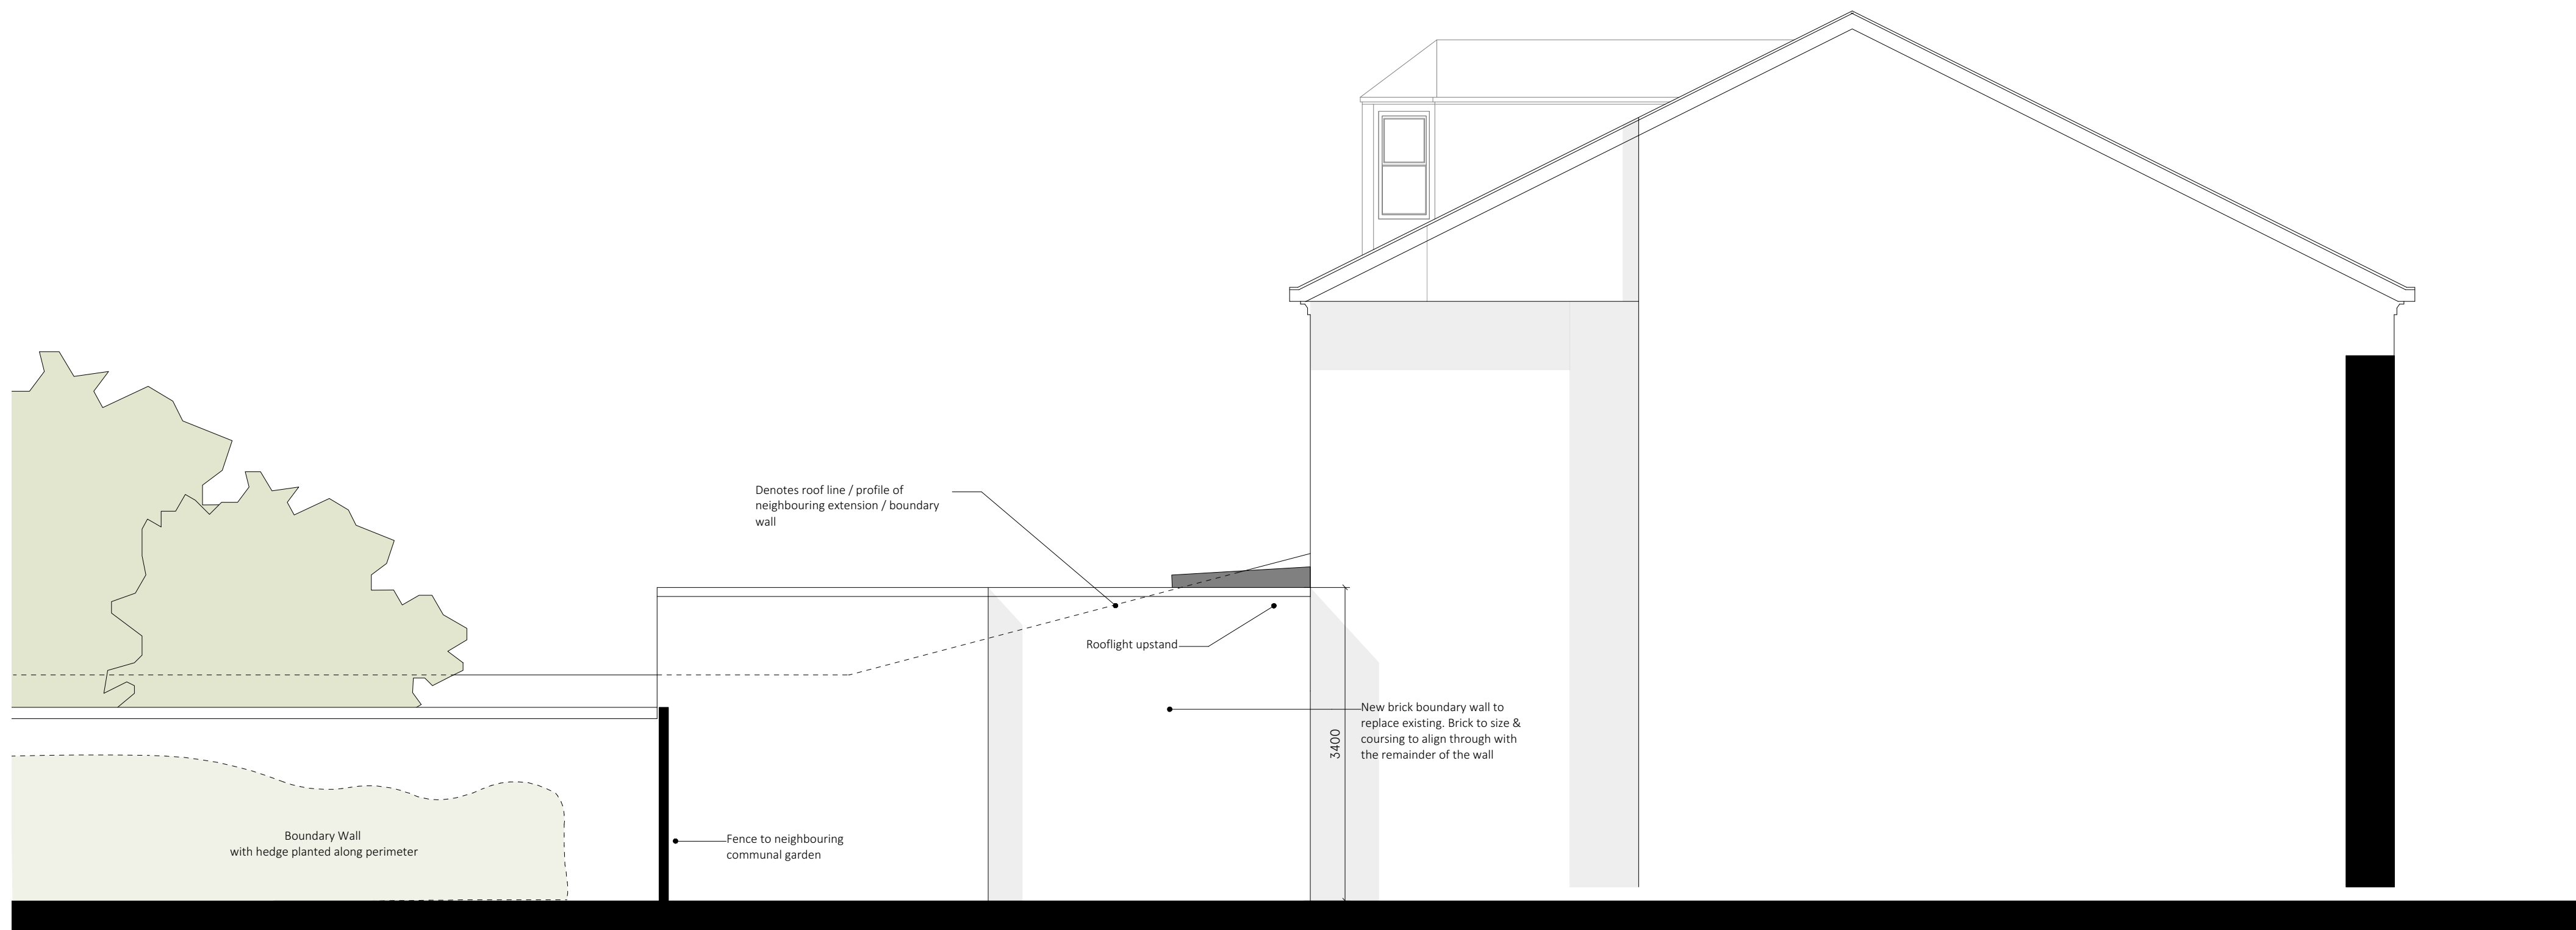 Denotes roof line / profile of
neighbouring extension / boundary
wall
Rooflight upstand
New brick boundary wall to
replace existing. Brick to size &
coursing to align through with
the remainder of the wall
3400
Boundary Wall
with hedge planted along perimeter
Fence to neighbouring
communal garden